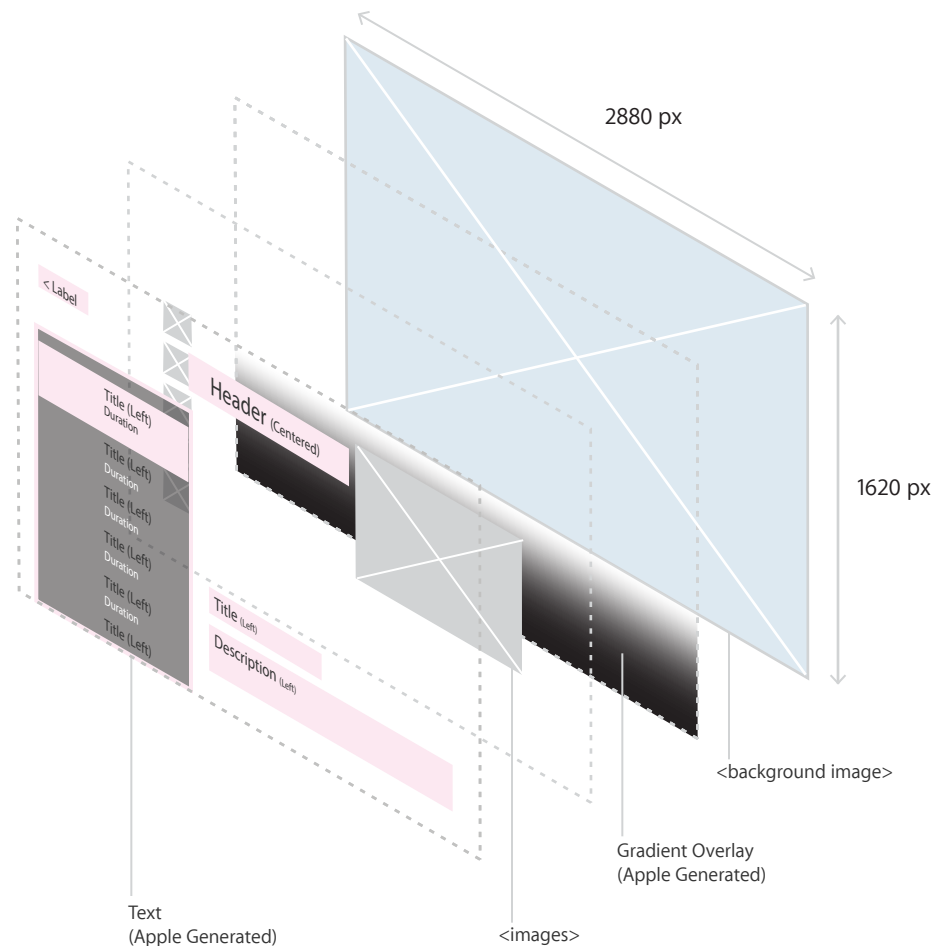 2880 px
1620 px
< Label
Header (Centered)
Title (Left)
Duration
Title (Left)
Duration
Title (Left)
Duration
Title (Left)
Duration
Title (Left)
Duration
Title (Left)
Title (Left)
Description (Left)
<background image>
Gradient Overlay
(Apple Generated)
Text
(Apple Generated)
<images>